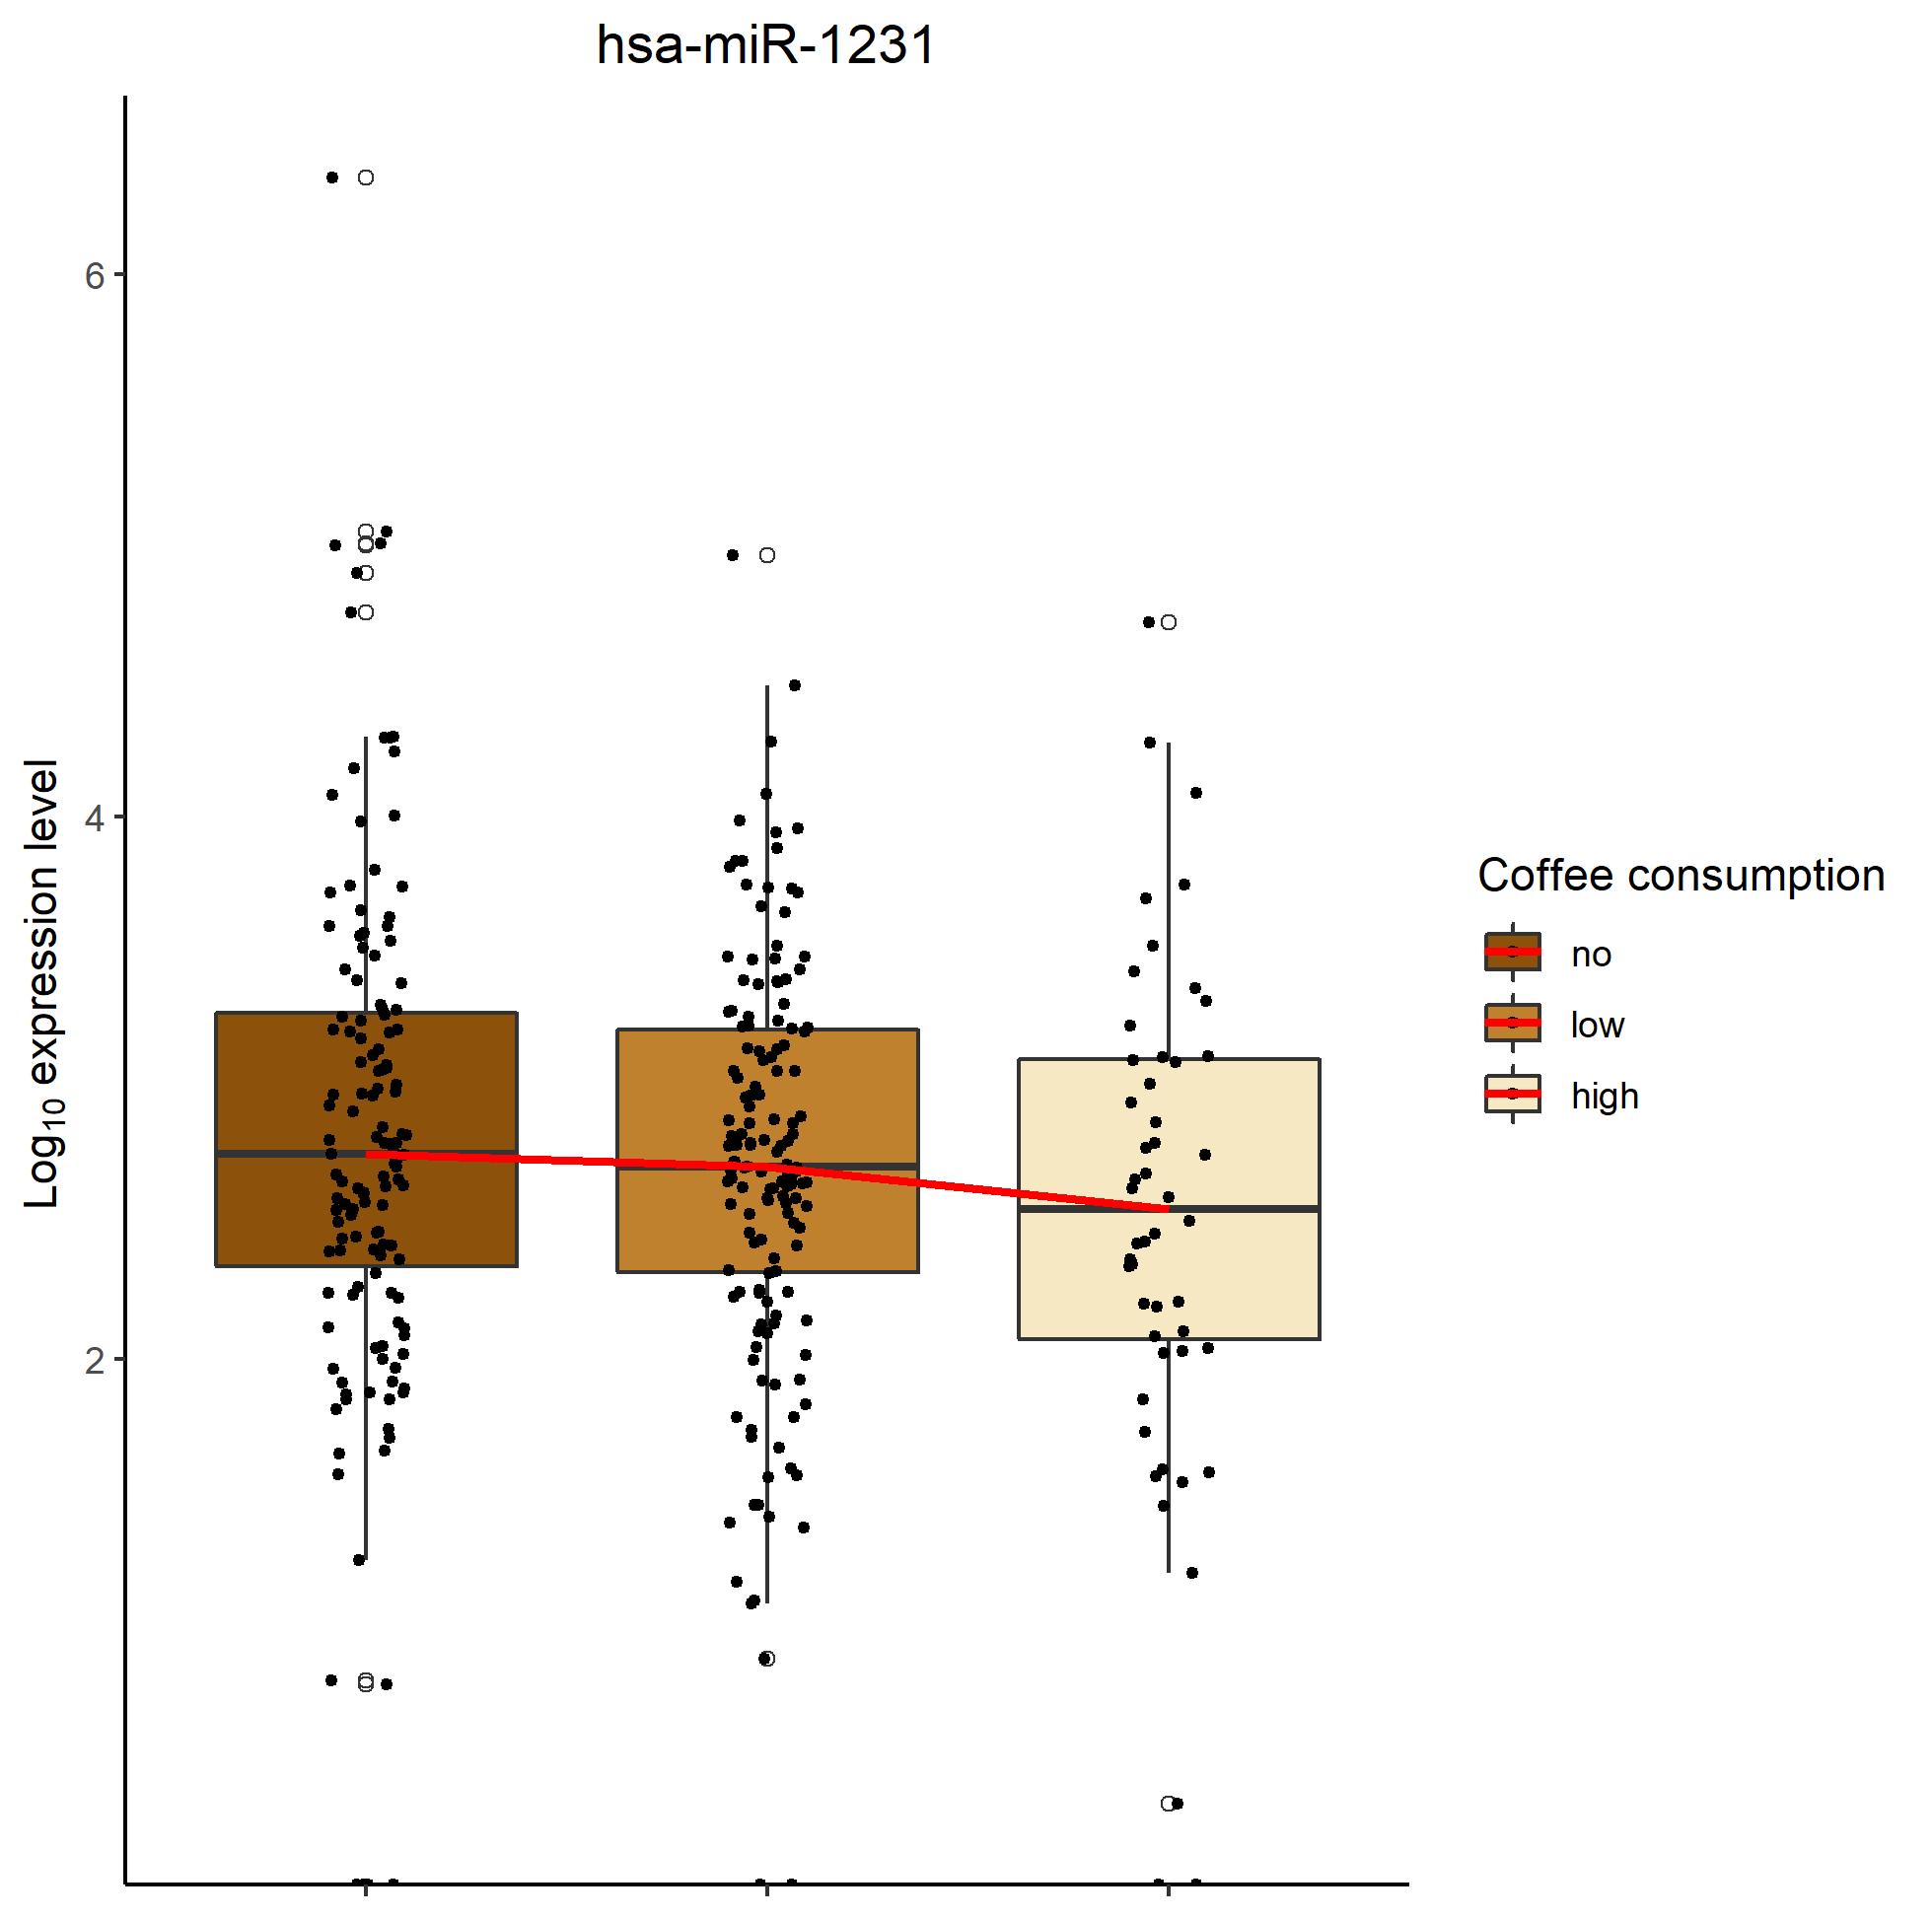 hsa-miR-1231
Log10 expression level
6
4
2
Coffee consumption
no
low
high